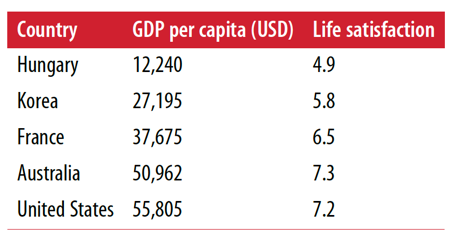 Country GDP per capita (USD) Life satisfaction
Hungary 12,240 4.9
Korea 27,195 5.8
France 37,675 6.5
Australia 50,962 7.3
United States 55,805 7.2